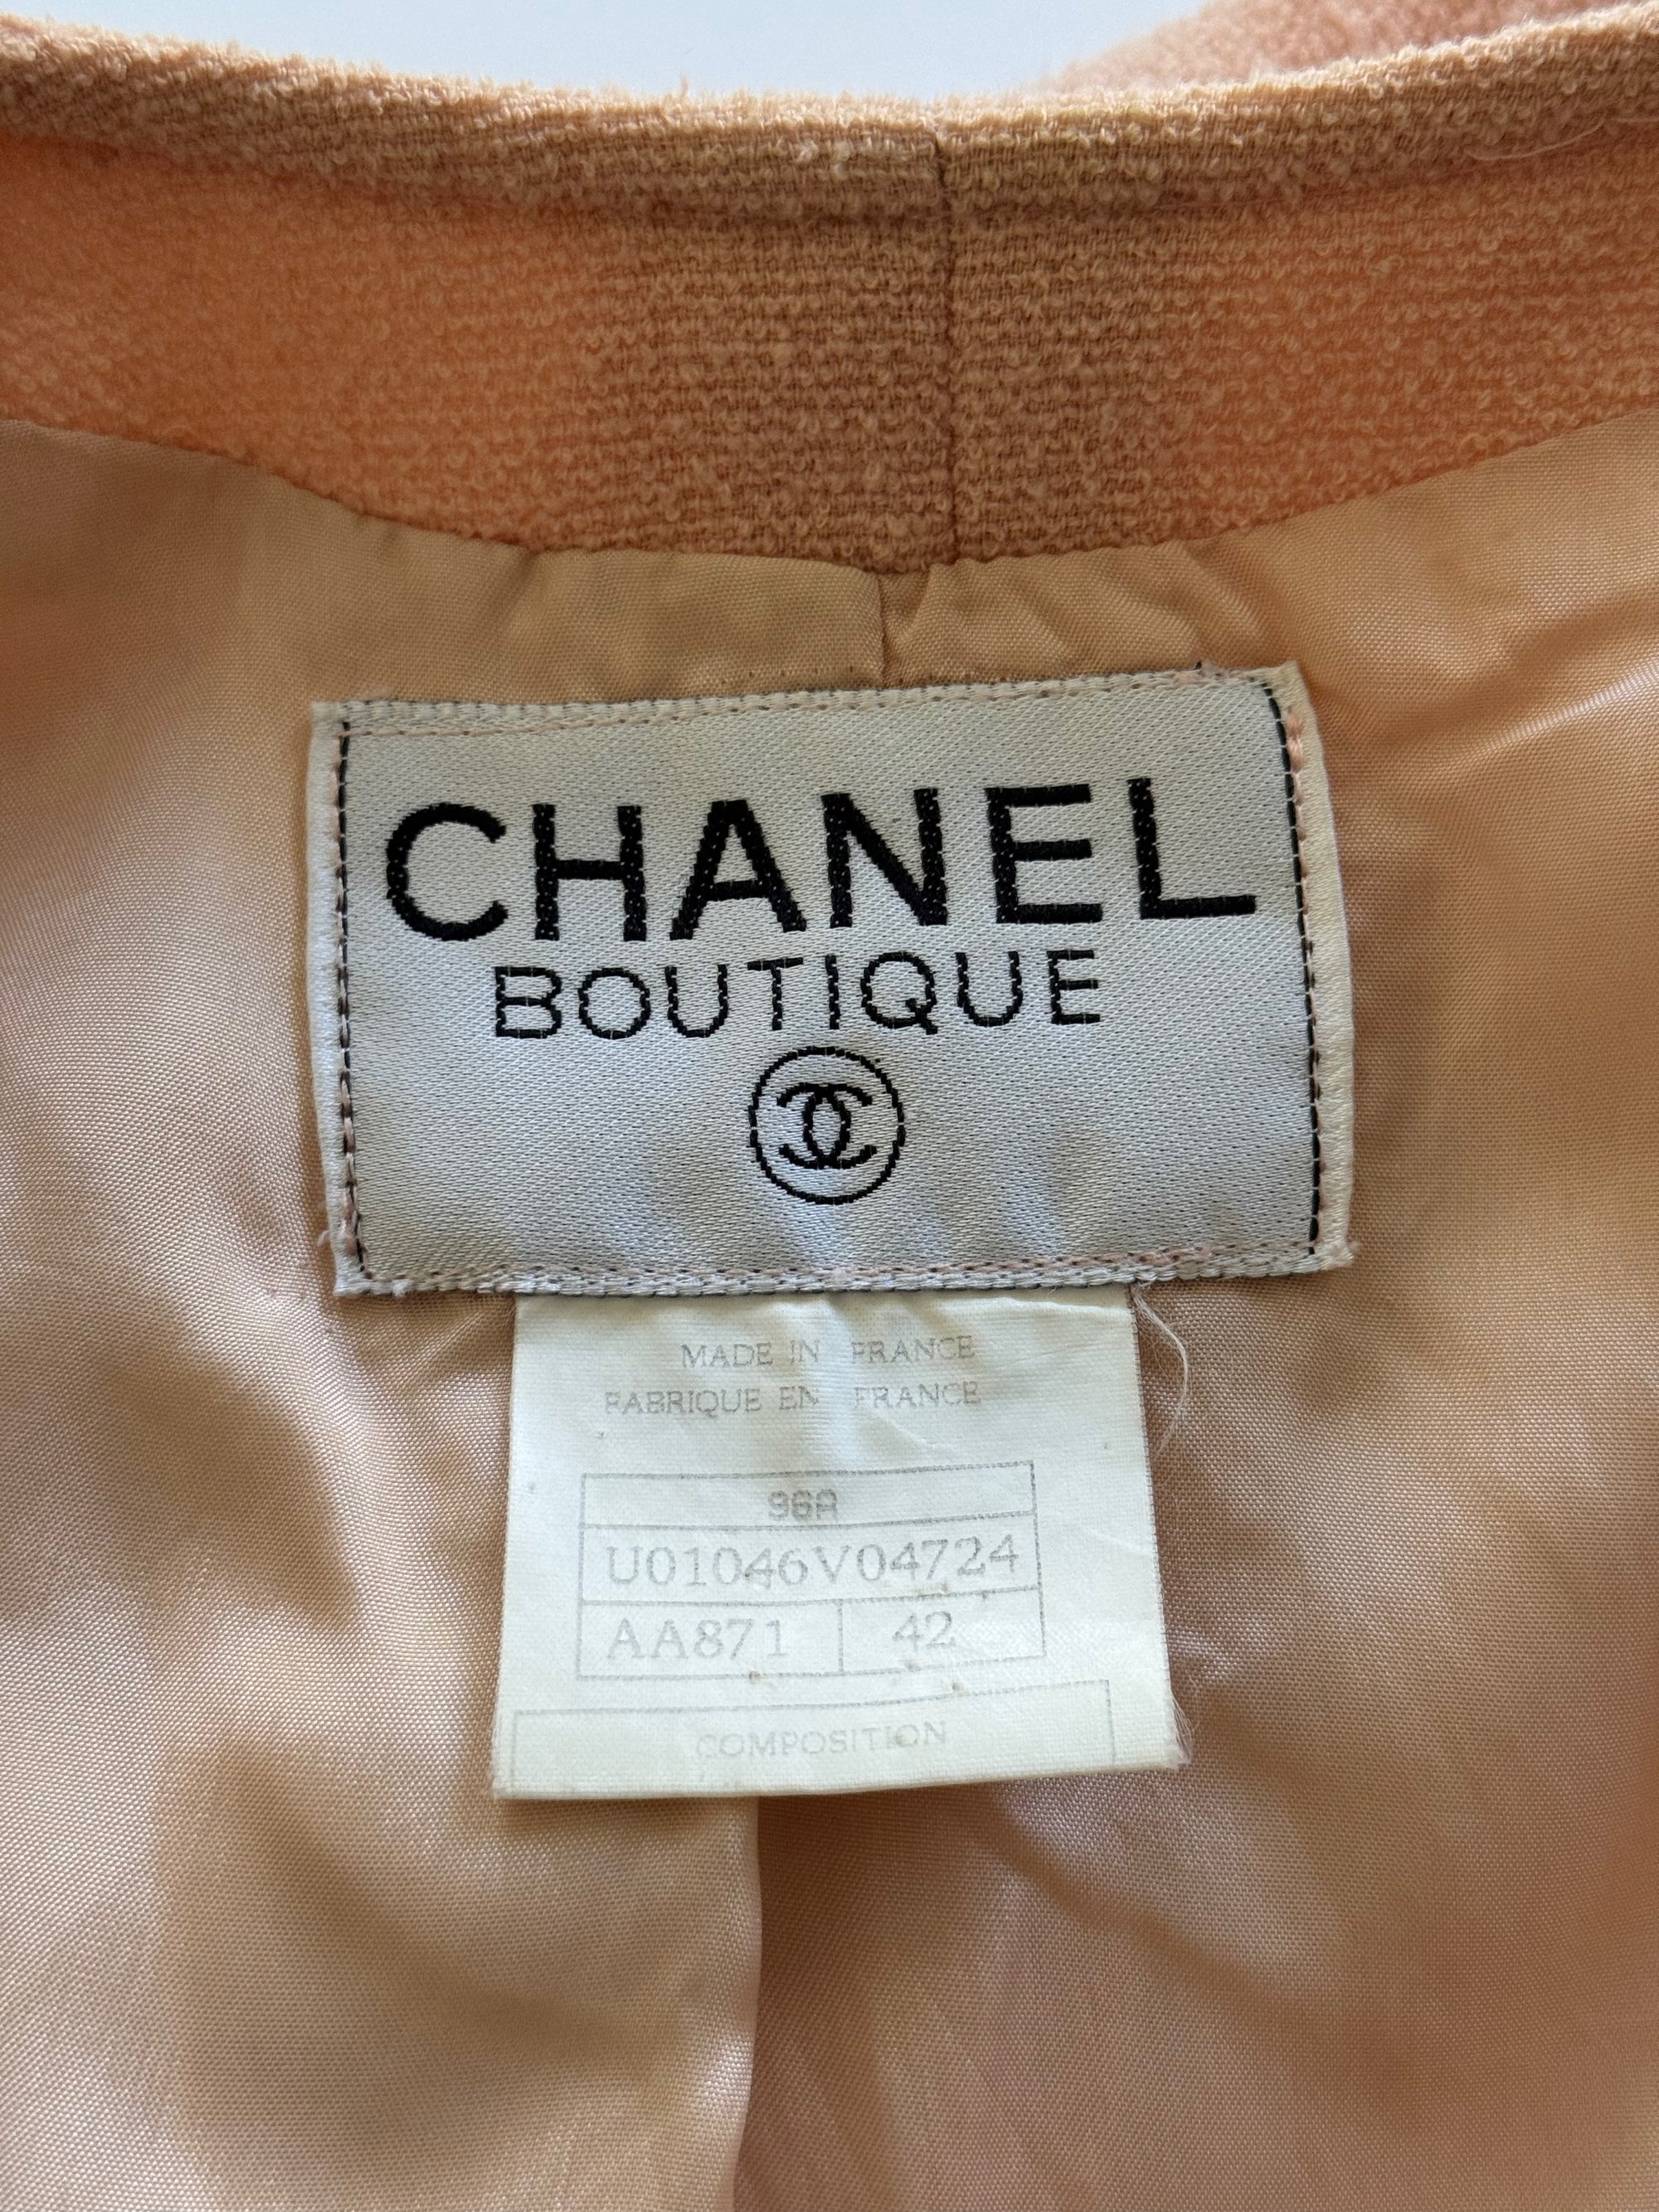 CHANEL
BOUTIQUE
MADE IN FRANCE
FABRIQUE EN FRANCE
96A
U01046V04724
AA871 42
COMPOSITION